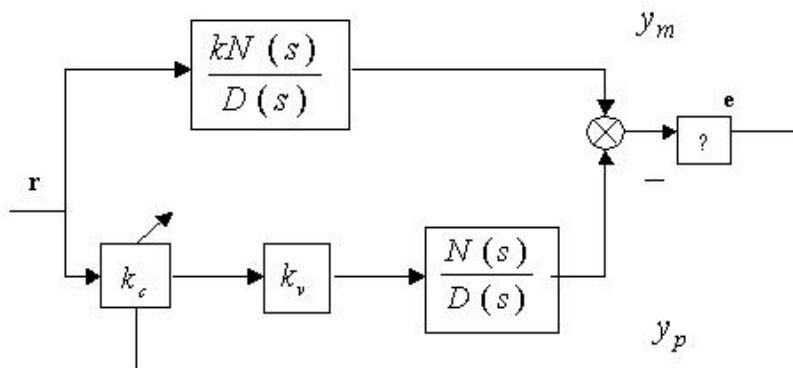 y_m
kN(s)
D(s)
e
?
r
−
k_c
k_v
N(s)
D(s)
y_p